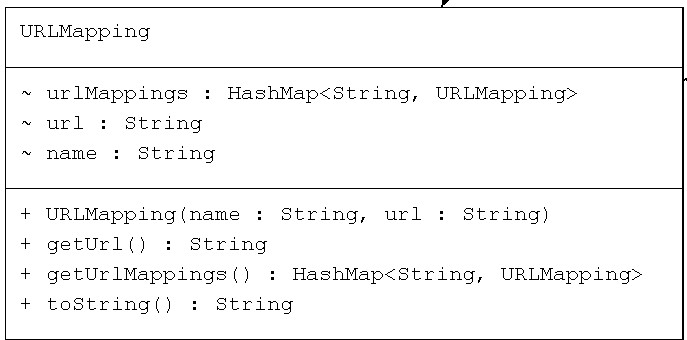 URLMapping
~ urlMappings : HashMap<String, URLMapping>
~ url : String
~ name : String
+ URLMapping(name : String, url : String)
+ getUrl() : String
+ getUrlMappings() : HashMap<String, URLMapping>
+ toString() : String